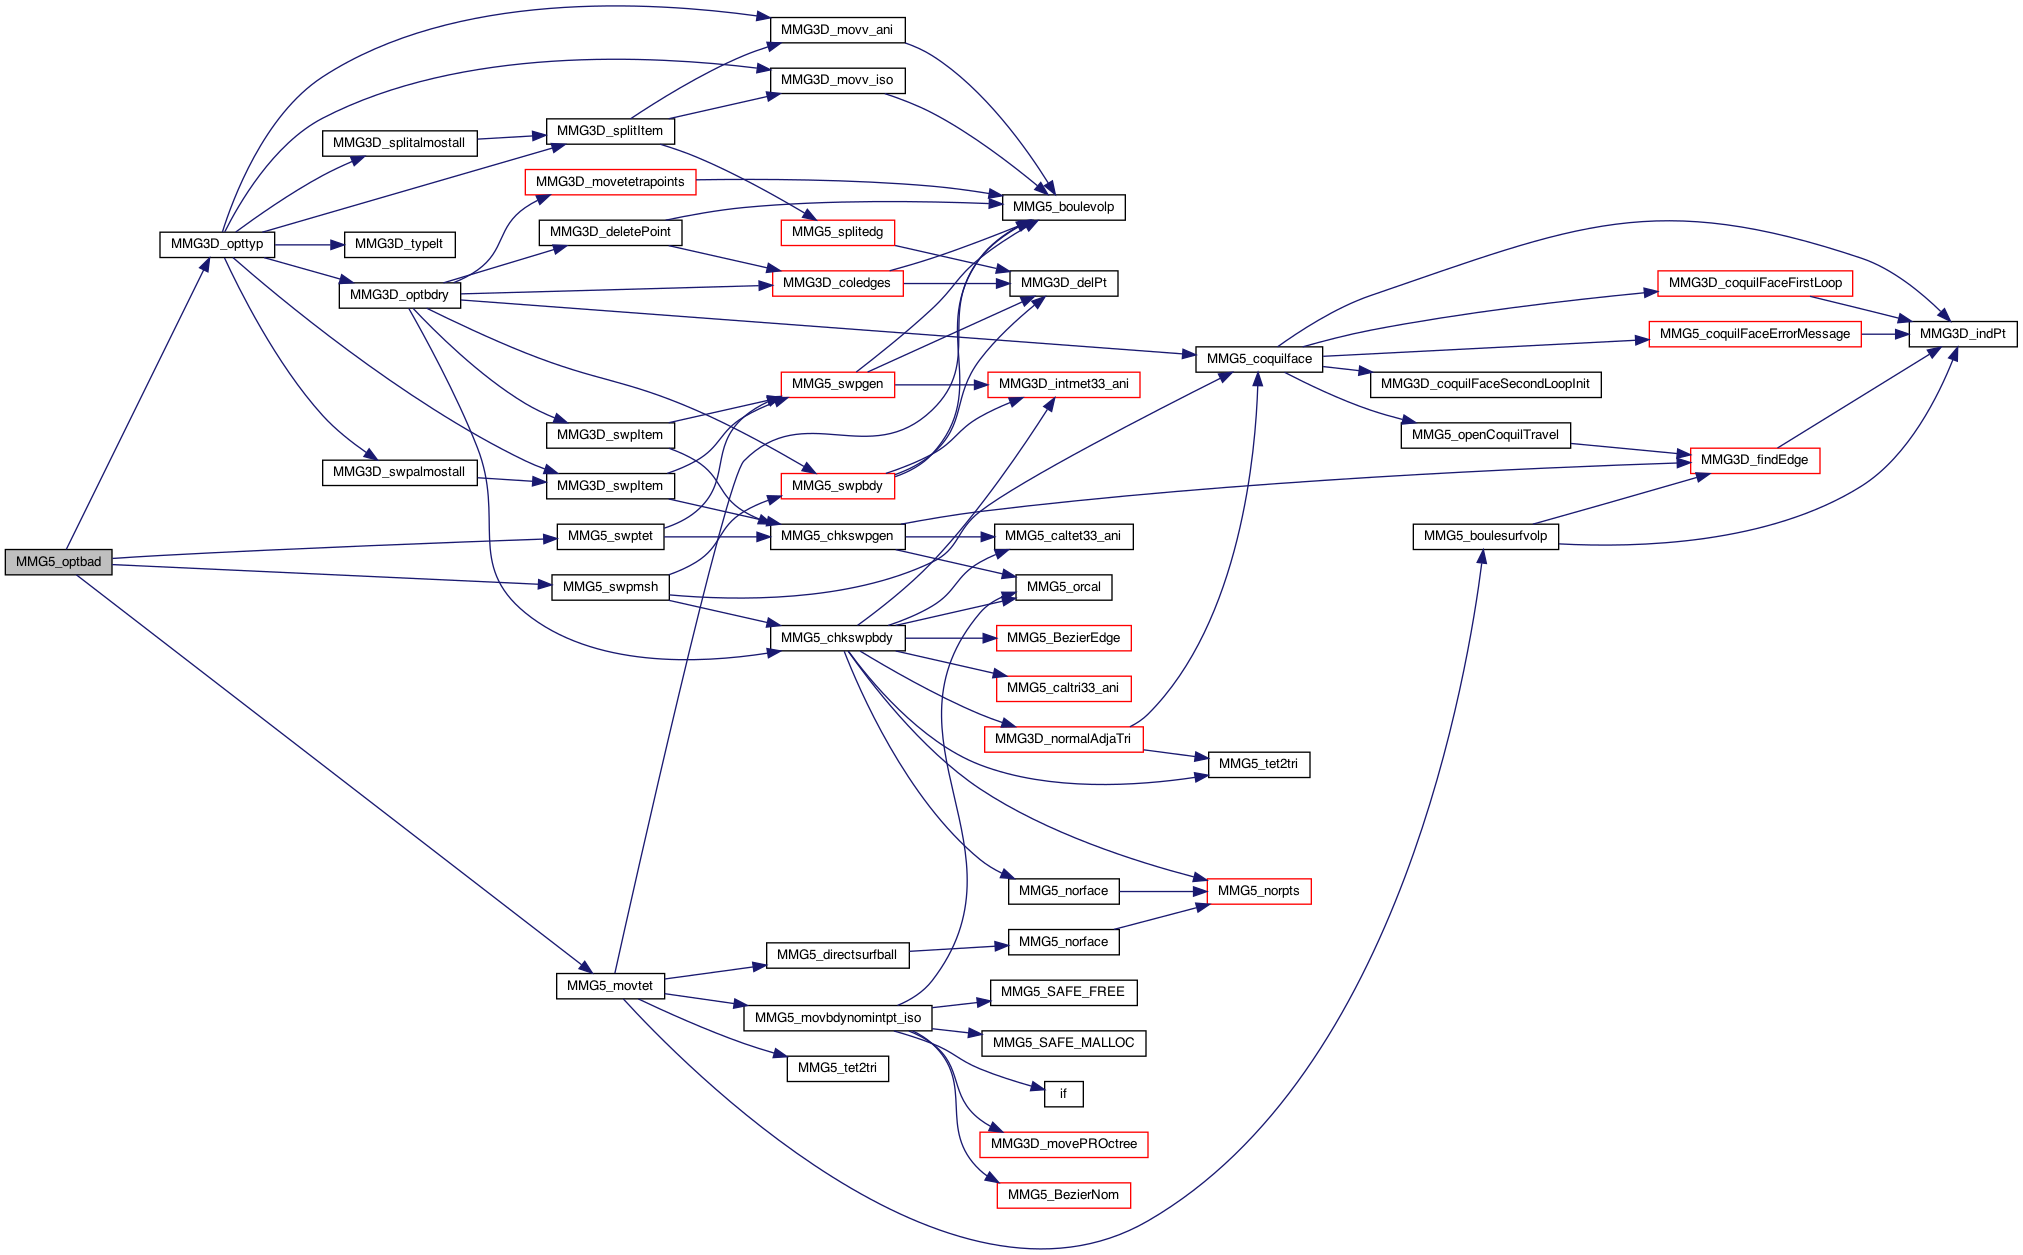 MMG3D_movv_ani
MMG3D_movv_iso
MMG3D_splitItem
MMG3D_splitalmostall
MMG3D_movetetrapoints
MMG5_boulevolp
MMG5_splitedg
MMG3D_deletePoint
MMG3D_opttyp
MMG3D_typelt
MMG3D_coledges
MMG3D_delPt
MMG3D_coquilFaceFirstLoop
MMG3D_optbdry
MMG5_coquilFaceErrorMessage
MMG3D_indPt
MMG5_coquilface
MMG5_swpgen
MMG3D_intmet33_ani
MMG3D_coquilFaceSecondLoopInit
MMG3D_swpItem
MMG5_openCoquilTravel
MMG3D_findEdge
MMG3D_swpalmostall
MMG3D_swpItem
MMG5_swpbdy
MMG5_swptet
MMG5_chkswpgen
MMG5_caltet33_ani
MMG5_boulesurfvolp
MMG5_optbad
MMG5_swpmsh
MMG5_orcal
MMG5_chkswpbdy
MMG5_BezierEdge
MMG5_caltri33_ani
MMG3D_normalAdjaTri
MMG5_tet2tri
MMG5_norface
MMG5_norpts
MMG5_directsurfball
MMG5_norface
MMG5_movtet
MMG5_SAFE_FREE
MMG5_movbdynomintpt_iso
MMG5_SAFE_MALLOC
MMG5_tet2tri
if
MMG3D_movePROctree
MMG5_BezierNom